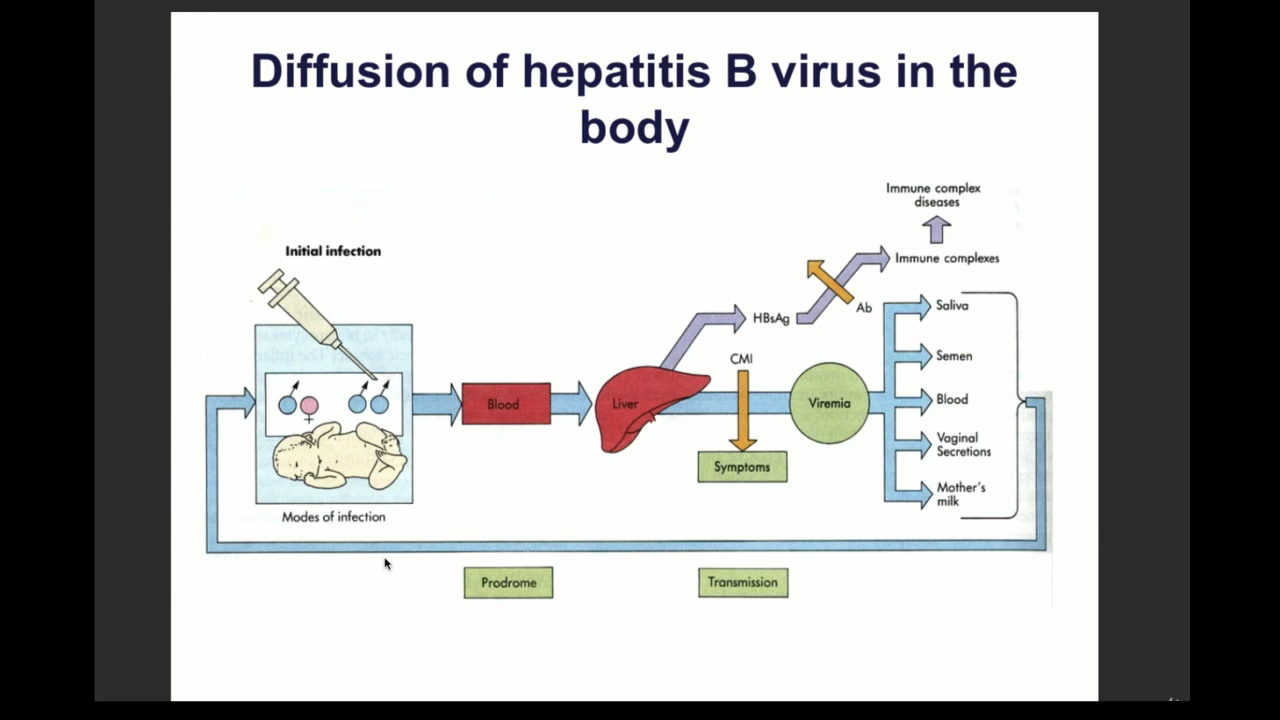 Diffusion of hepatitis B virus in the
body
Initial infection
Modes of infection
Blood
Liver
HBsAg
CMI
Symptoms
Viremia
Ab
Immune complexes
Immune complex
diseases
Saliva
Semen
Blood
Vaginal
Secretions
Mother's
milk
Prodrome
Transmission